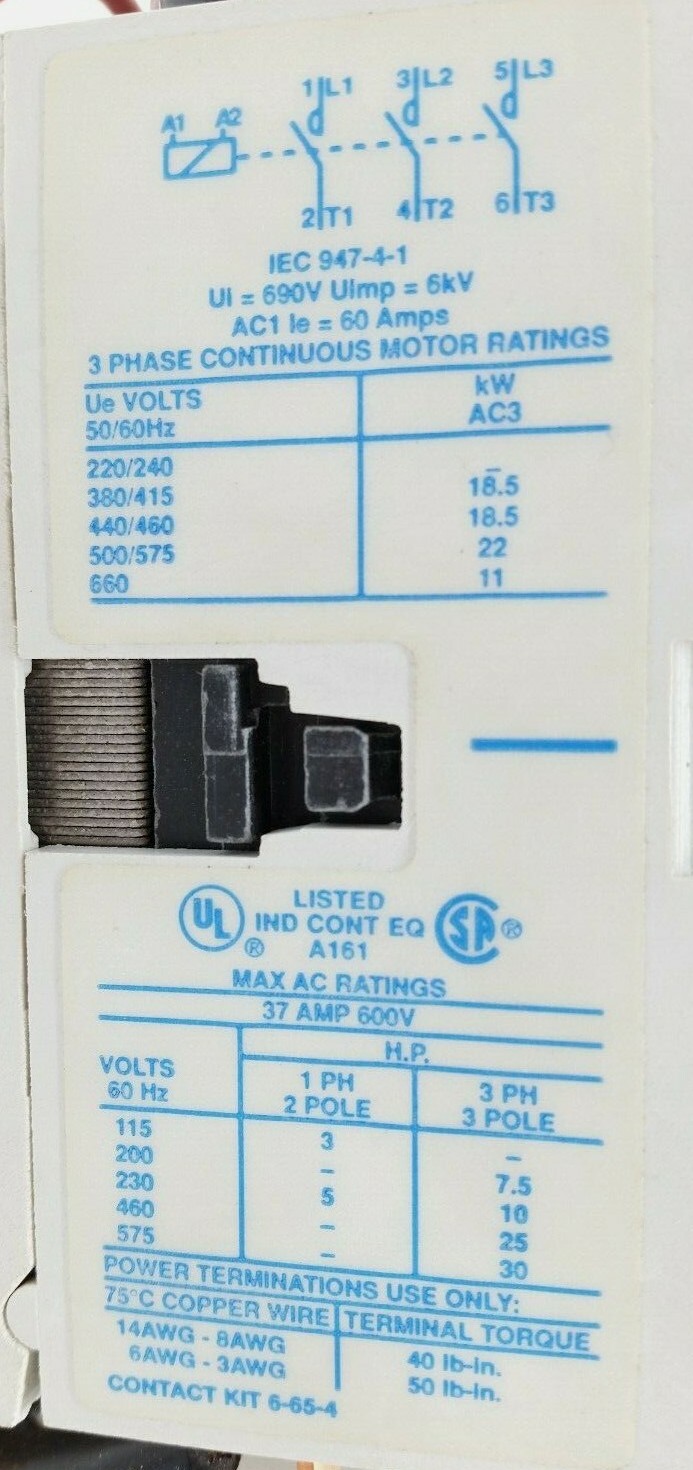 A1 A2 1 L1 3 L2 5 L3
2 T1 4 T2 6 T3
IEC 947-4-1
Ui = 690V Uimp = 6kV
AC1 Ie = 60 Amps
3 PHASE CONTINUOUS MOTOR RATINGS
Ue VOLTS kW
50/60Hz AC3
220/240 –
380/415 18.5
440/460 18.5
500/575 22
660 11
UL ® LISTED SA ®
IND CONT EQ
A161
MAX AC RATINGS
37 AMP 600V
H.P.
VOLTS 1 PH 3 PH
60 Hz 2 POLE 3 POLE
115 3 –
200 – 7.5
230 5 10
460 – 25
575 – 30
POWER TERMINATIONS USE ONLY:
75°C COPPER WIRE TERMINAL TORQUE
14AWG - 8AWG 40 lb-in.
6AWG - 3AWG 50 lb-in.
CONTACT KIT 6-65-4